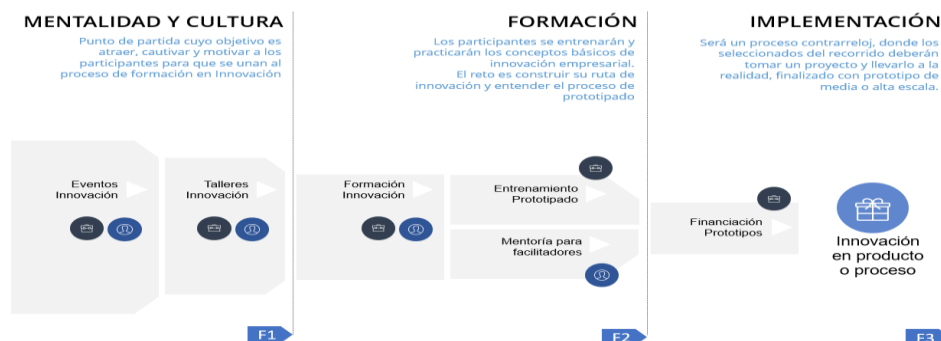 MENTALIDAD Y CULTURA
Punto de partida cuyo objetivo es
atraer, cautivar y motivar a los
participantes para que se unan al
proceso de formación en Innovación
Eventos
Innovación
Talleres
Innovación
F1
FORMACIÓN
Los participantes se entrenarán y
practicarán los conceptos básicos de
innovación empresarial.
El reto es construir su ruta de
innovación y entender el proceso de
prototipado
Formación
Innovación
Entrenamiento
Prototipado
Mentoría para
facilitadores
F2
IMPLEMENTACIÓN
Será un proceso contrarreloj, donde los
seleccionados del recorrido deberán
tomar un proyecto y llevarlo a la
realidad, finalizado con prototipo de
media o alta escala.
Financiación
Prototipos
Innovación
en producto
o proceso
F3